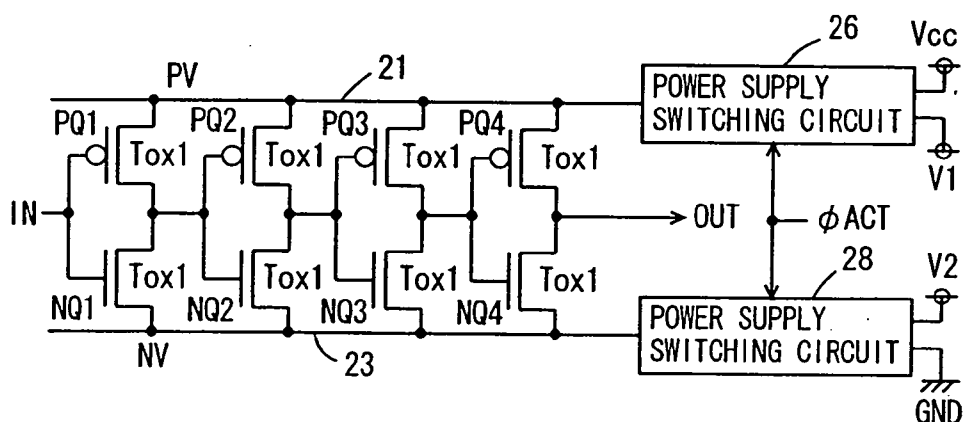 26
Vcc
PV
21
POWER SUPPLY
SWITCHING CIRCUIT
V1
PQ1
PQ2
PQ3
PQ4
Tox1
Tox1
Tox1
Tox1
IN
OUT
φACT
Tox1
Tox1
Tox1
Tox1
NQ1
NQ2
NQ3
NQ4
28
V2
POWER SUPPLY
SWITCHING CIRCUIT
NV
23
GND